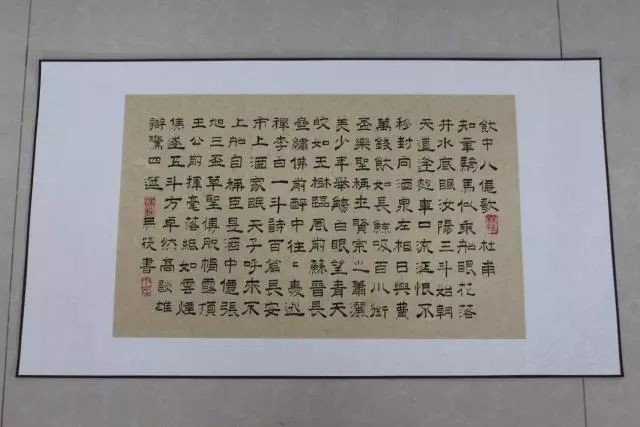 飲中八僊歌 杜甫
知章騎馬似乘船眼花落
井水底眠汝陽三斗始朝
天道逢麴車口流涎恨不
移封向酒泉左相日興費
萬錢飲如長鯨吸百川銜
盃樂聖稱世賢宗之蕭灑
美少年舉觴白眼望青天
皎如玉樹臨風前蘇晉長
齋繡佛前醉中往〻愛逃
禪李白一斗詩百篇長安
市上酒家眠天子呼來不
上船自稱臣是酒中僊張
旭三盃草聖傳脫帽露頂
王公前揮毫落紙如雲煙
焦遂五斗方卓然高談雄
辯驚四筵 書